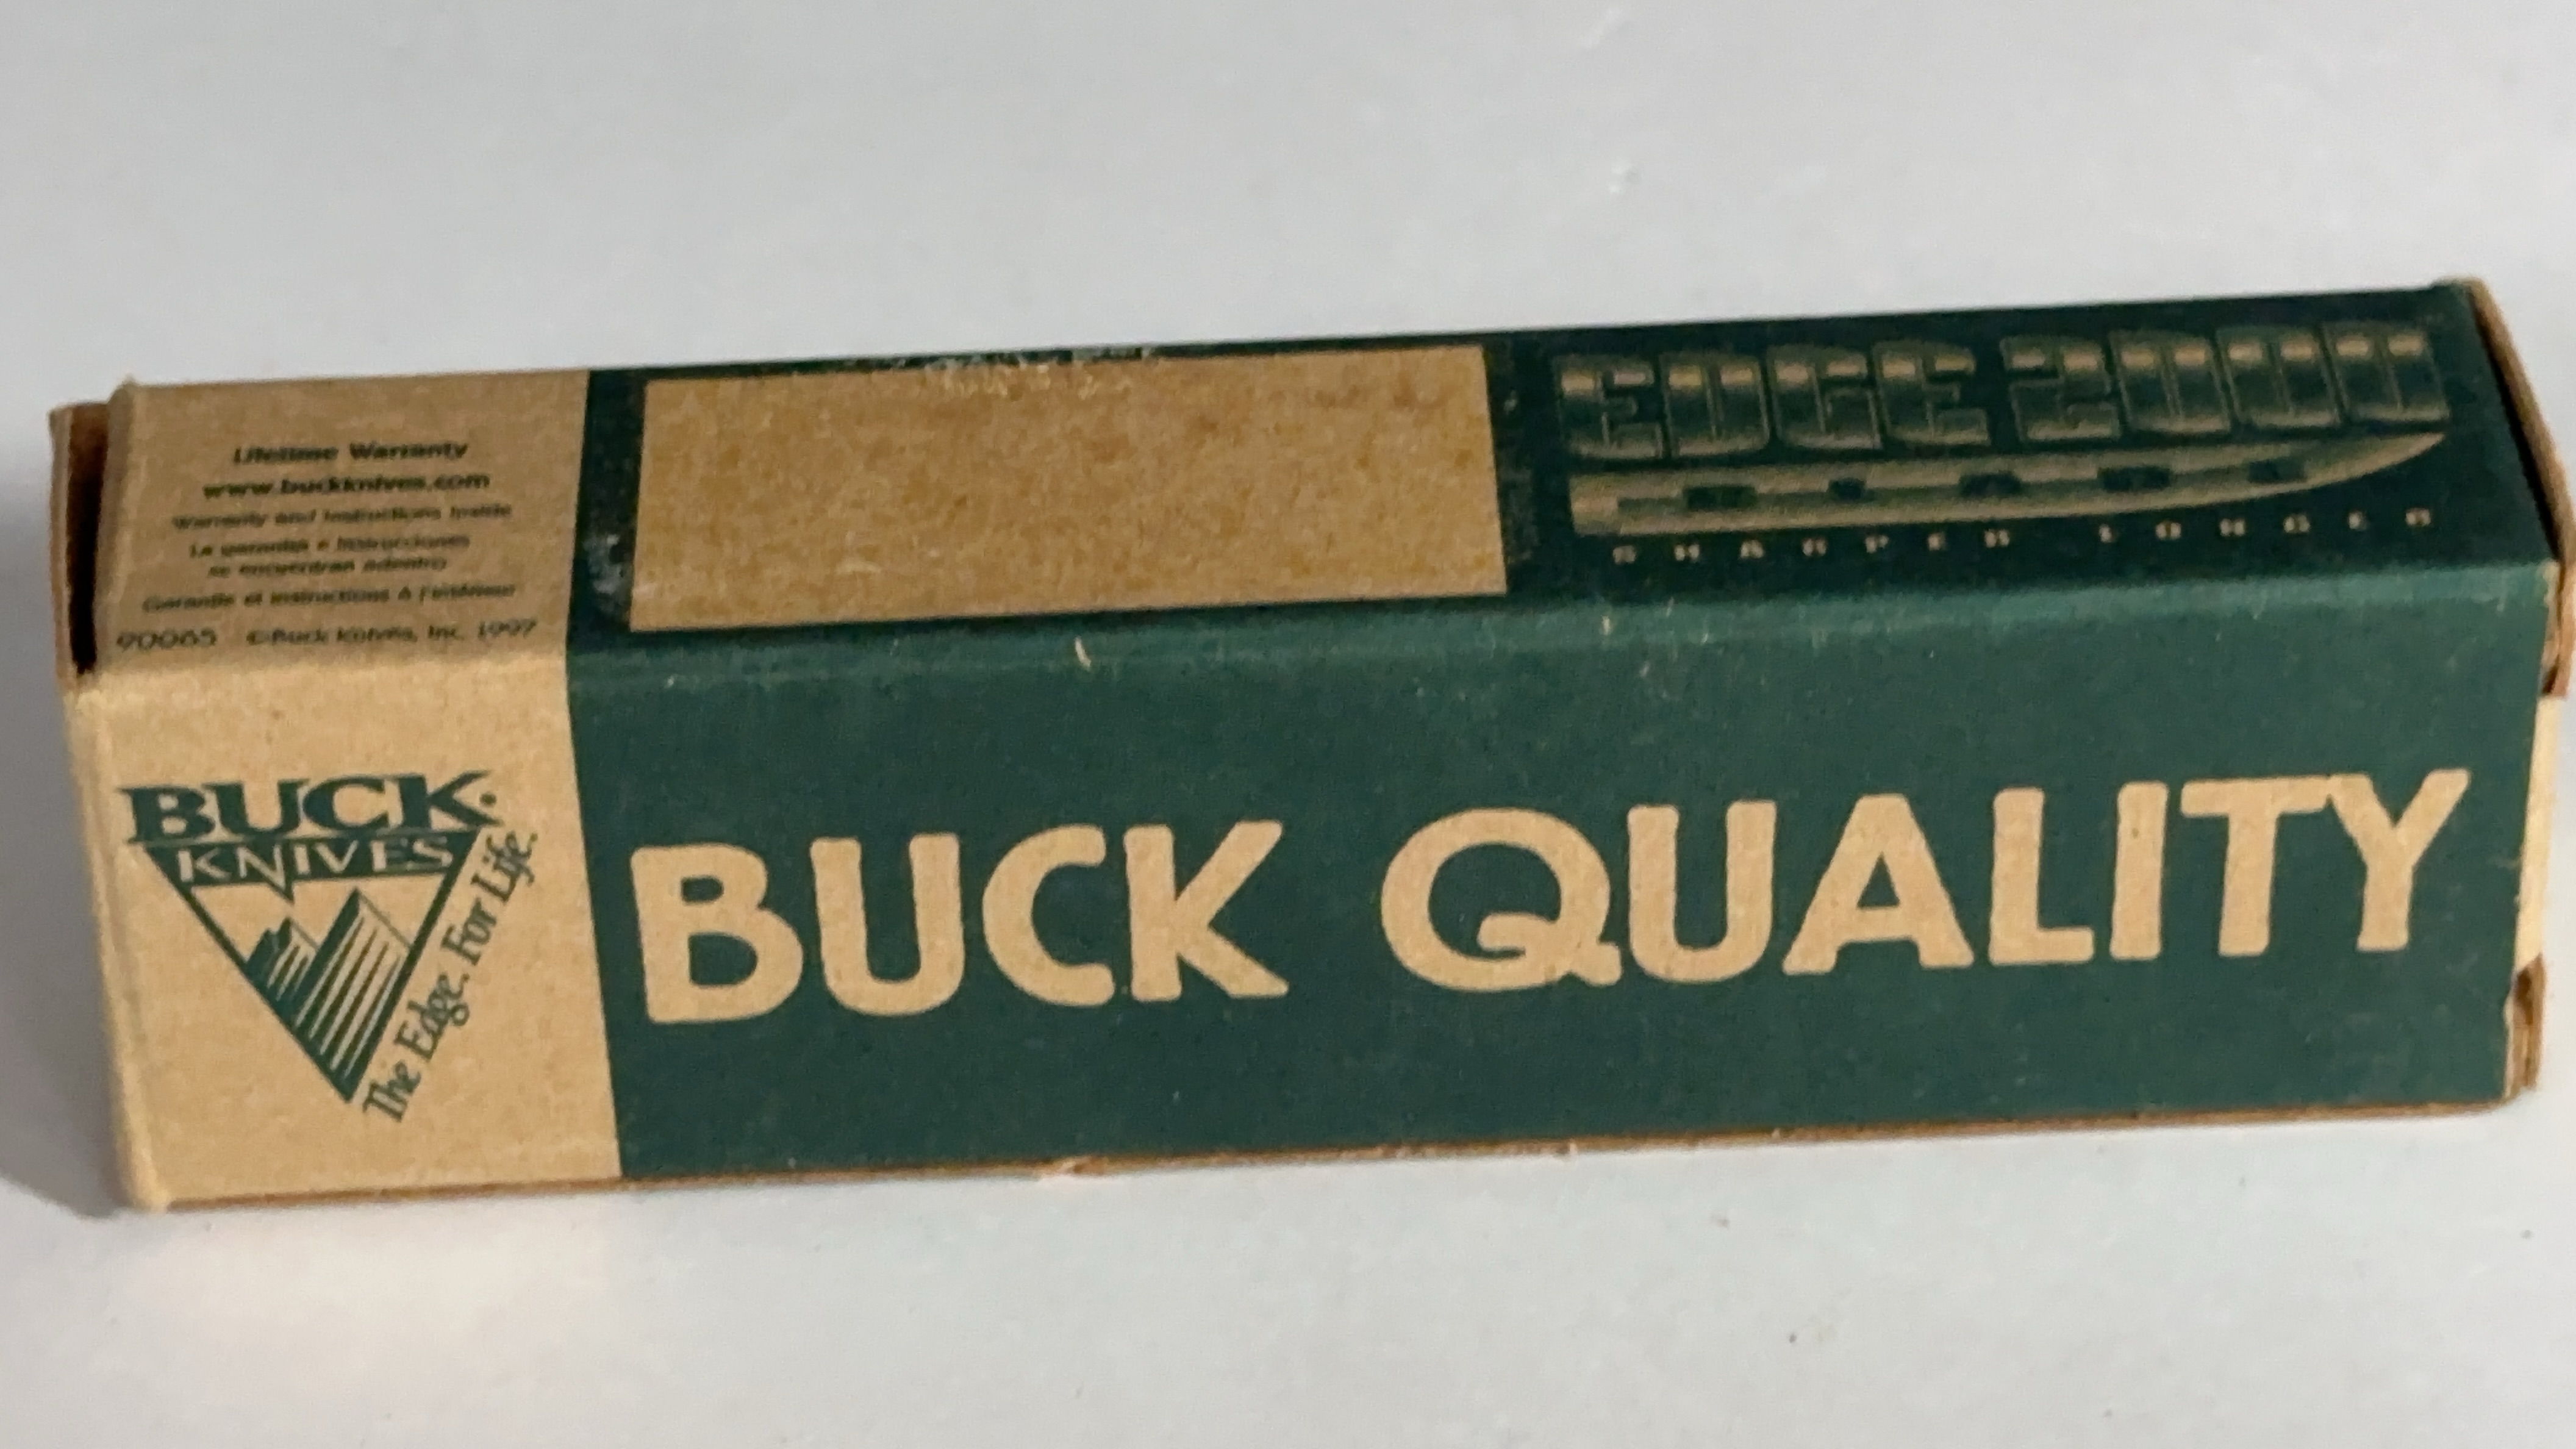 Lifetime Warranty
www.buckknives.com
Warranty and Instructions Inside
La garantía e Instrucciones
se encuentran adentro
Garantie et instructions à l'intérieur
90065 ©Buck Knives, Inc. 1997
EDGE 2000
SHARPER LONGER
BUCK
KNIVES
The Edge. For Life.
BUCK QUALITY